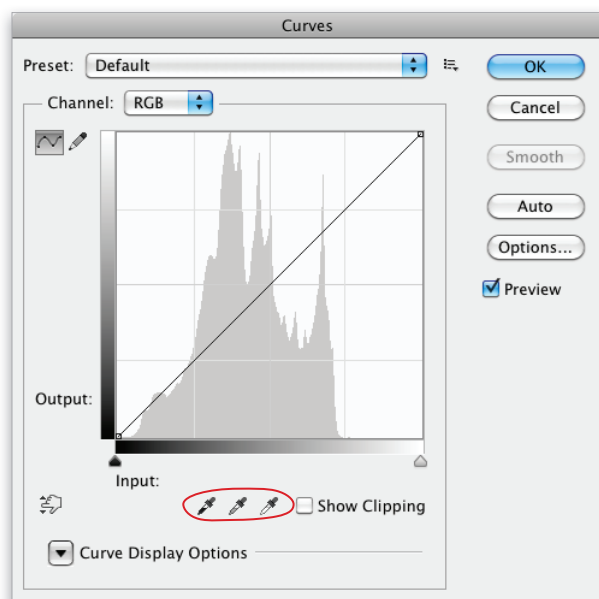 Curves
Preset: Default
OK
Channel: RGB
Cancel
Smooth
Auto
Options...
Preview
Output:
Input:
Show Clipping
Curve Display Options